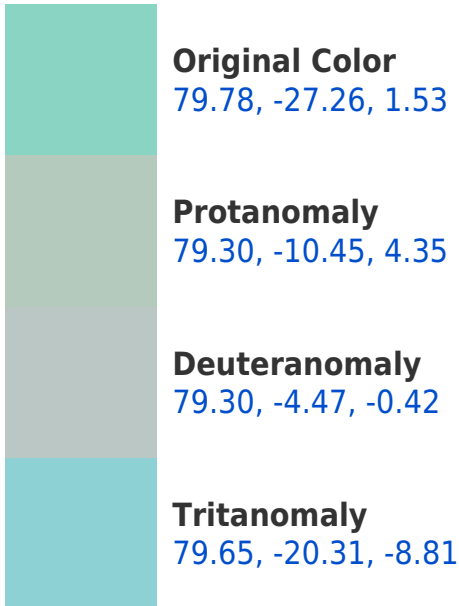 Original Color
79.78, -27.26, 1.53
Protanomaly
79.30, -10.45, 4.35
Deuteranomaly
79.30, -4.47, -0.42
Tritanomaly
79.65, -20.31, -8.81